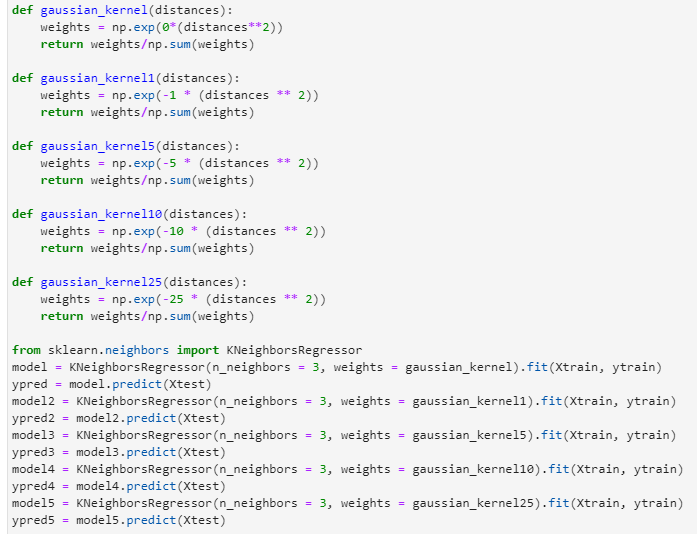 def gaussian_kernel(distances):
    weights = np.exp(0*(distances**2))
    return weights/np.sum(weights)

def gaussian_kernel1(distances):
    weights = np.exp(-1 * (distances ** 2))
    return weights/np.sum(weights)

def gaussian_kernel5(distances):
    weights = np.exp(-5 * (distances ** 2))
    return weights/np.sum(weights)

def gaussian_kernel10(distances):
    weights = np.exp(-10 * (distances ** 2))
    return weights/np.sum(weights)

def gaussian_kernel25(distances):
    weights = np.exp(-25 * (distances ** 2))
    return weights/np.sum(weights)

from sklearn.neighbors import KNeighborsRegressor
model = KNeighborsRegressor(n_neighbors = 3, weights = gaussian_kernel).fit(Xtrain, ytrain)
ypred = model.predict(Xtest)
model2 = KNeighborsRegressor(n_neighbors = 3, weights = gaussian_kernel1).fit(Xtrain, ytrain)
ypred2 = model2.predict(Xtest)
model3 = KNeighborsRegressor(n_neighbors = 3, weights = gaussian_kernel5).fit(Xtrain, ytrain)
ypred3 = model3.predict(Xtest)
model4 = KNeighborsRegressor(n_neighbors = 3, weights = gaussian_kernel10).fit(Xtrain, ytrain)
ypred4 = model4.predict(Xtest)
model5 = KNeighborsRegressor(n_neighbors = 3, weights = gaussian_kernel25).fit(Xtrain, ytrain)
ypred5 = model5.predict(Xtest)